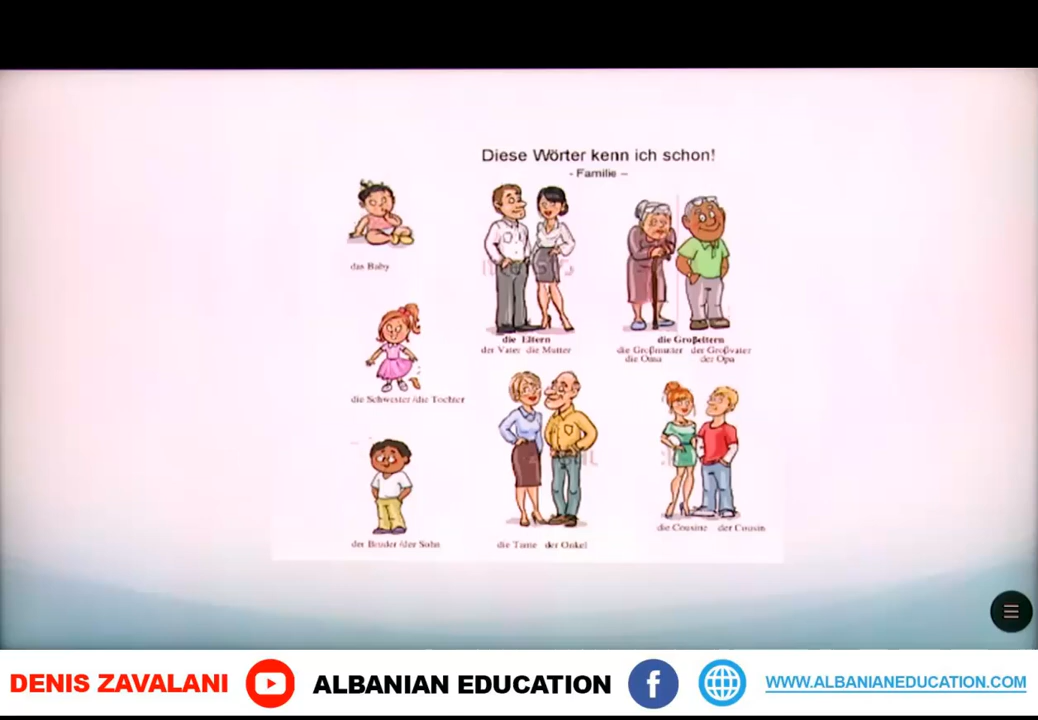 Diese Wörter kenn ich schon!
- Familie –
das Baby
die Eltern
der Vater die Mutter
die Großeltern
die Großmutter der Großvater
die Oma der Opa
die Schwester /die Tochter
der Bruder /der Sohn
die Tante der Onkel
die Cousine der Cousin
DENIS ZAVALANI
ALBANIAN EDUCATION
WWW.ALBANIANEDUCATION.COM